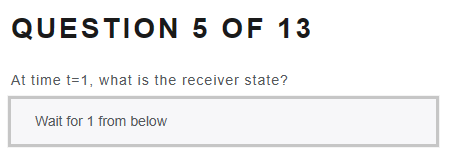 QUESTION 5 OF 13
At time t=1, what is the receiver state?
Wait for 1 from below